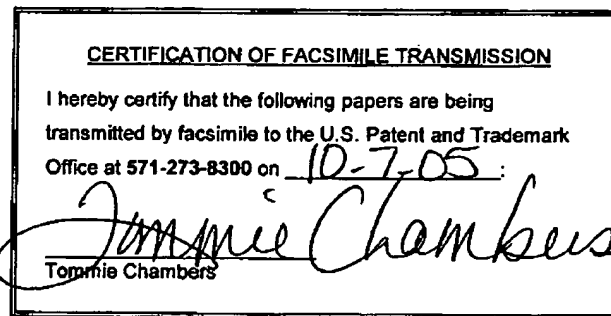 CERTIFICATION OF FACSIMILE TRANSMISSION
I hereby certify that the following papers are being
transmitted by facsimile to the U.S. Patent and Trademark
Office at 571-273-8300 on 10-7-05 :
Tommie Chambers
Tommie Chambers